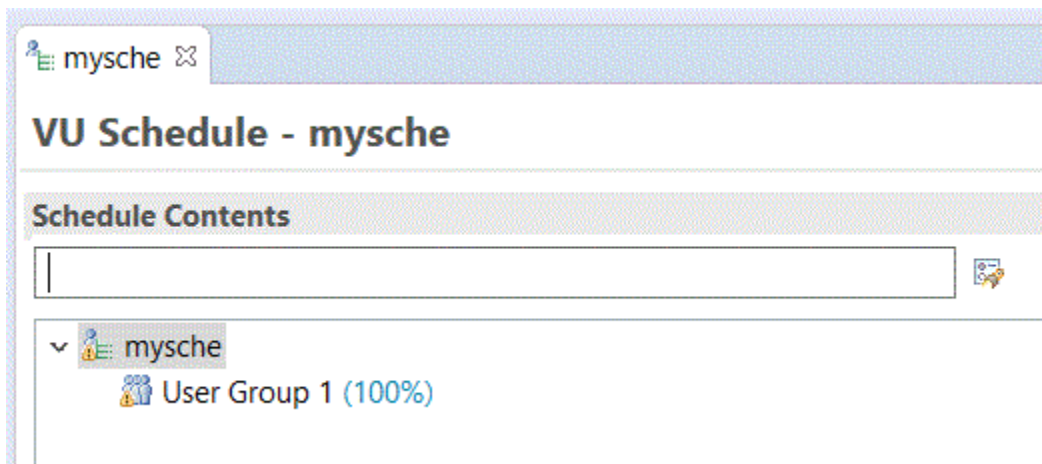 mysche
VU Schedule - mysche
Schedule Contents
mysche
User Group 1 (100%)